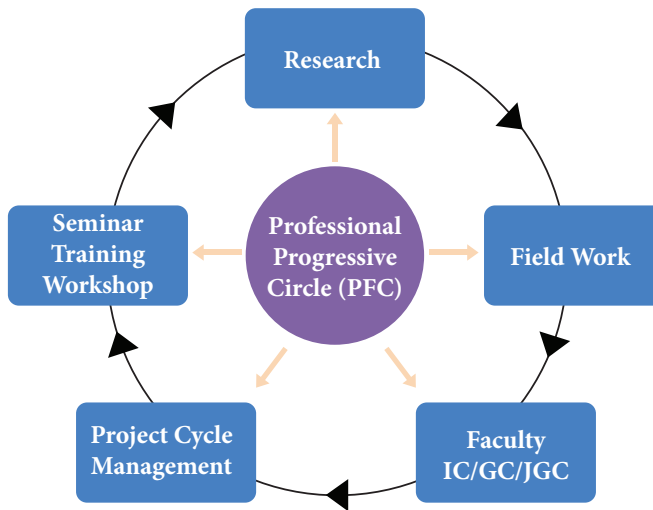 Research
Seminar
Training
Workshop
Professional
Progressive
Circle (PFC)
Field Work
Project Cycle
Management
Faculty
IC/GC/JGC